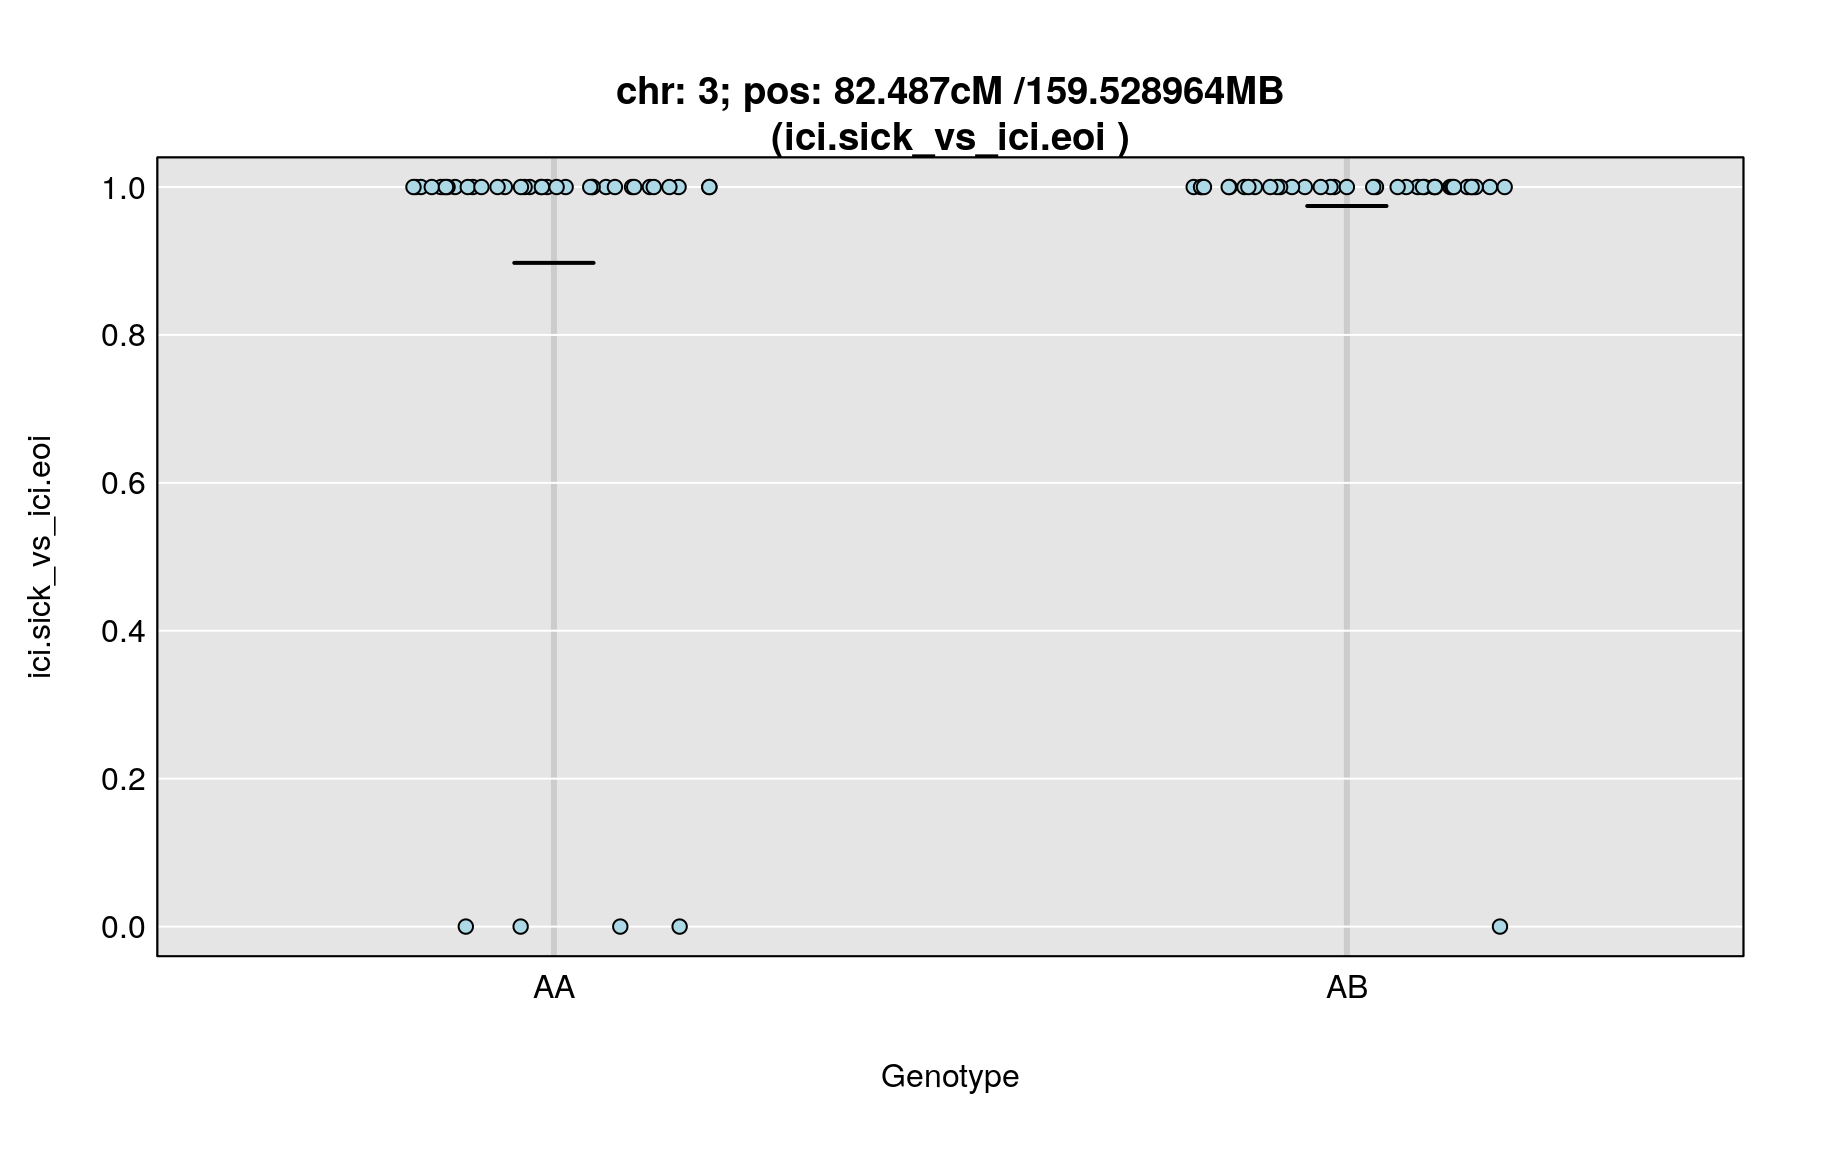 chr: 3; pos: 82.487cM /159.528964MB
(ici.sick_vs_ici.eoi )
ici.sick_vs_ici.eoi
1.0
0.8
0.6
0.4
0.2
0.0
AA AB
Genotype